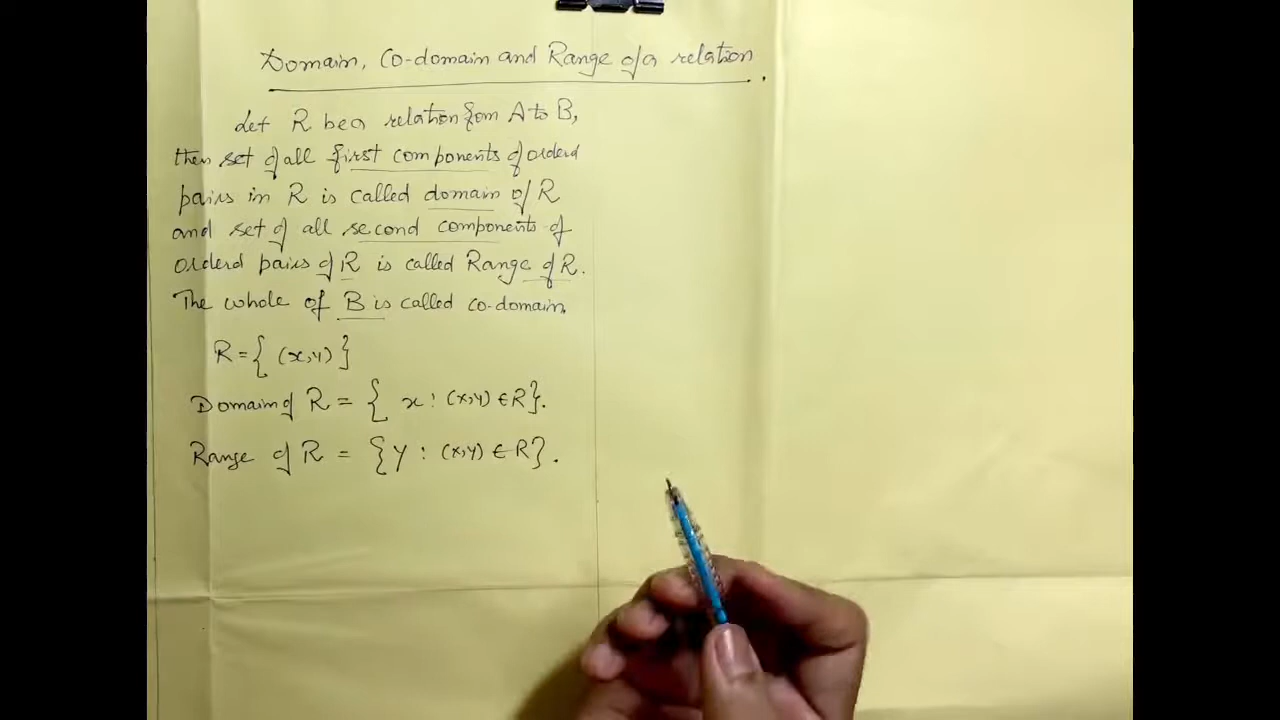 Domain, Co-domain and Range of a relation.
Let R be a relation from A to B,
then set of all first components of orderd
pairs in R is called domain of R
and set of all second components of
orderd pairs of R is called Range of R.
The whole of B is called co-domain.
R = { (x,y) }
Domain of R = { x : (x,y) ∈ R }.
Range of R = { y : (x,y) ∈ R }.